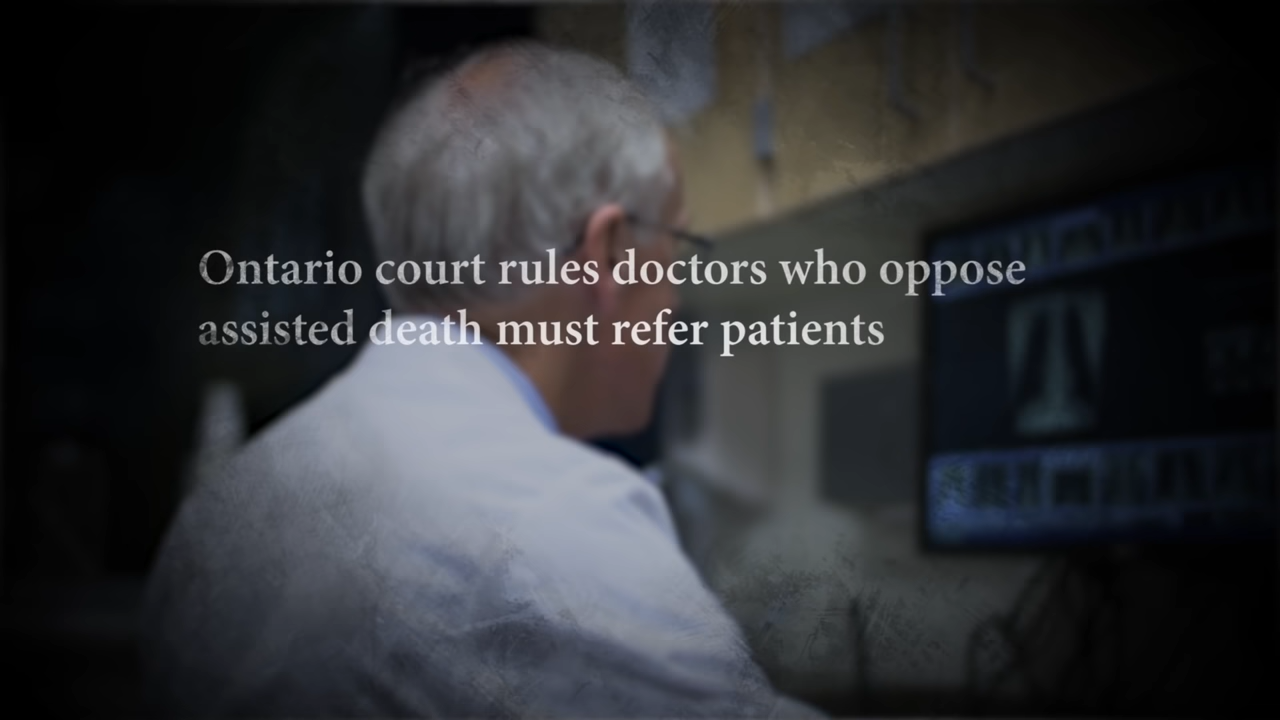 Ontario court rules doctors who oppose
assisted death must refer patients